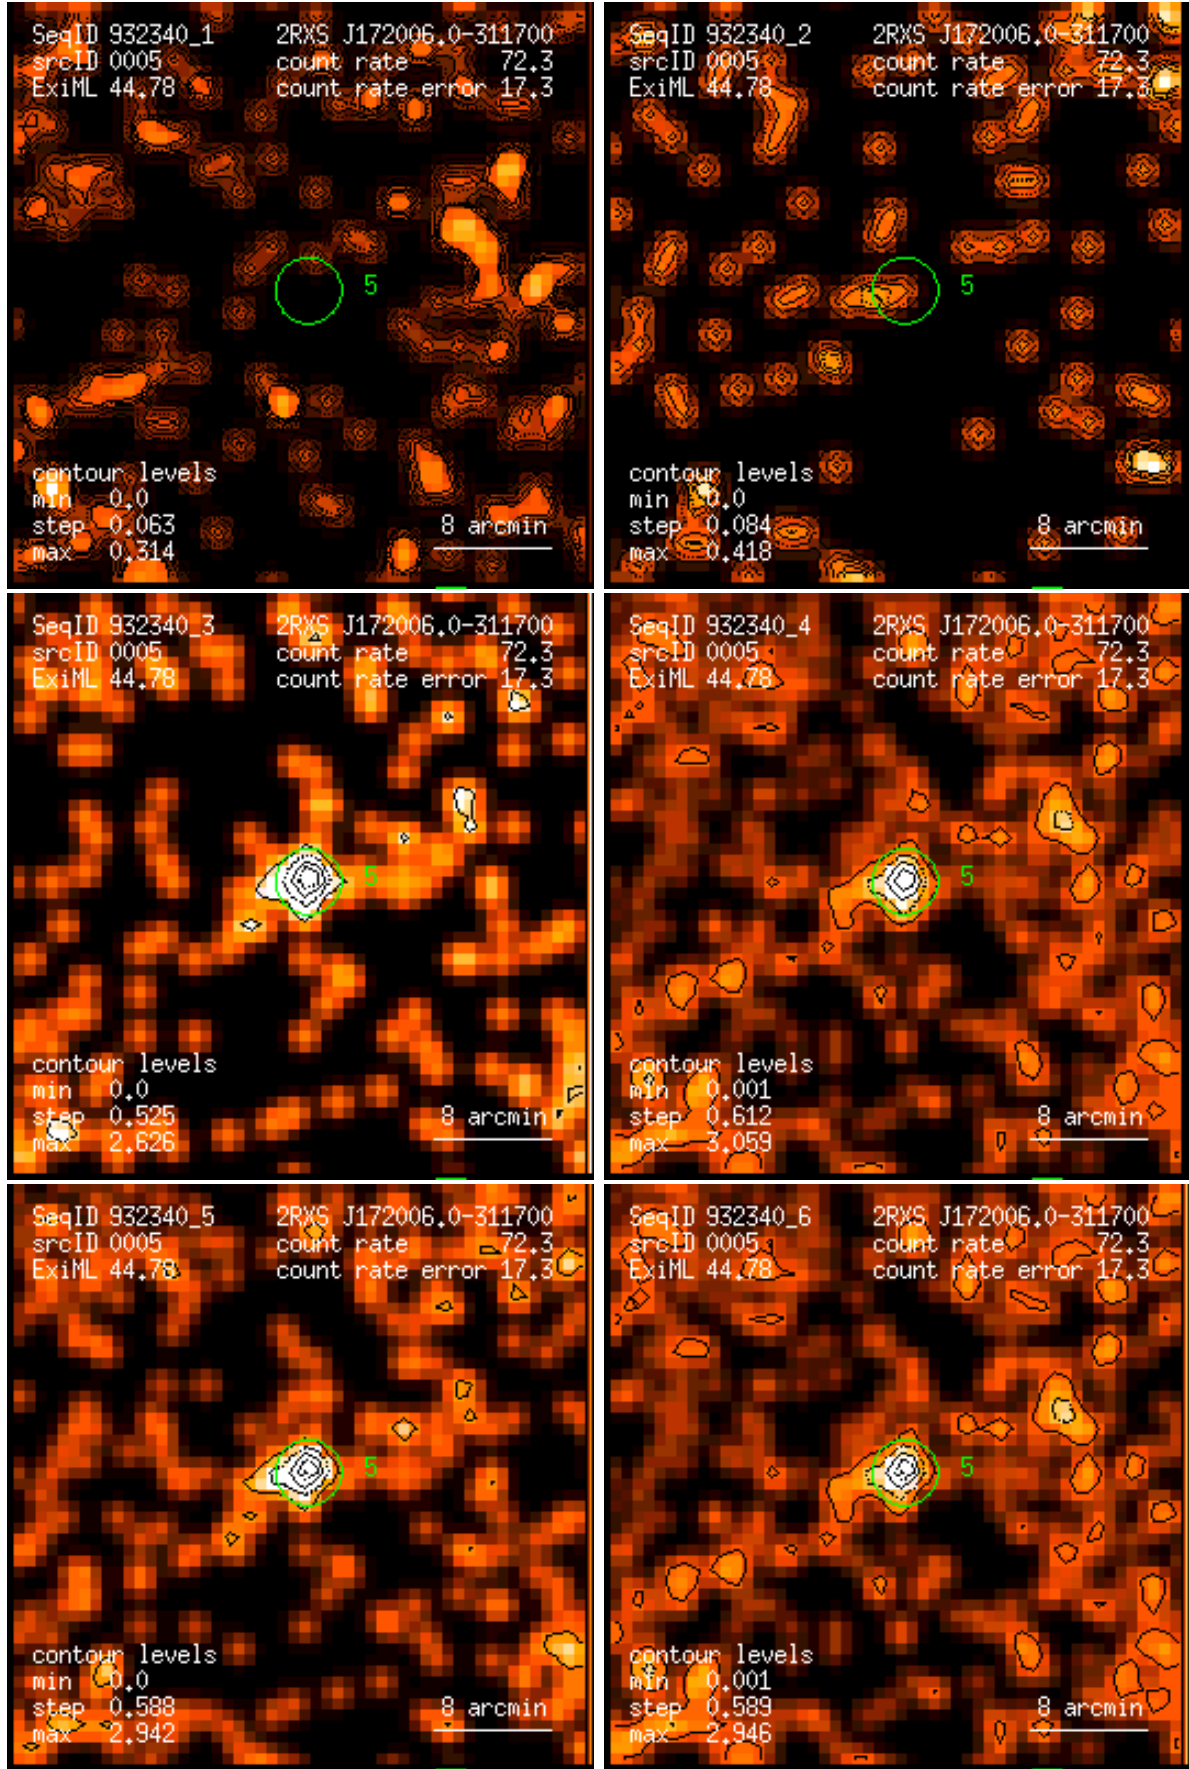 SeqID 932340_1 2RXS J172006.0-311700
srcID 0005 count rate 72.3
ExiML 44.78 count rate error 17.3
5
contour levels
min 0.0
step 0.063 8 arcmin
max 0.314
SeqID 932340_2 2RXS J172006.0-311700
srcID 0005 count rate 72.3
ExiML 44.78 count rate error 17.3
5
contour levels
min 0.0
step 0.084 8 arcmin
max 0.418
SeqID 932340_3 2RXS J172006.0-311700
srcID 0005 count rate 72.3
ExiML 44.78 count rate error 17.3
5
contour levels
min 0.0
step 0.525 8 arcmin
max 2.626
SeqID 932340_4 2RXS J172006.0-311700
srcID 0005 count rate 72.3
ExiML 44.78 count rate error 17.3
5
contour levels
min 0.001
step 0.612 8 arcmin
max 3.059
SeqID 932340_5 2RXS J172006.0-311700
srcID 0005 count rate 72.3
ExiML 44.78 count rate error 17.3
5
contour levels
min 0.0
step 0.588 8 arcmin
max 2.942
SeqID 932340_6 2RXS J172006.0-311700
srcID 0005 count rate 72.3
ExiML 44.78 count rate error 17.3
5
contour levels
min 0.001
step 0.589 8 arcmin
max 2.946